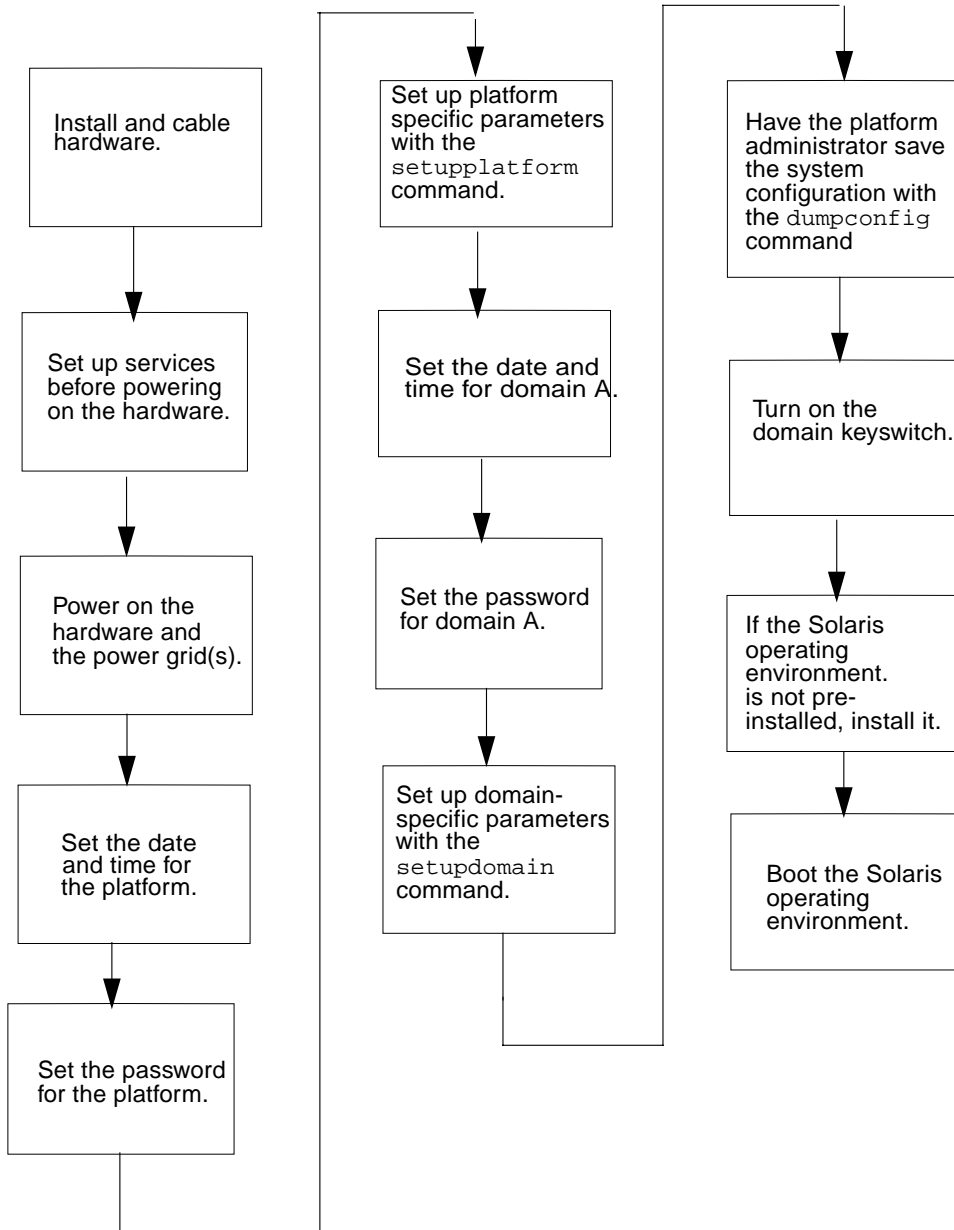 Install and cable
hardware.
Set up services
before powering
on the hardware.
Power on the
hardware and
the power grid(s).
Set the date
and time for
the platform.
Set the password
for the platform.
Set up platform
specific parameters
with the
setupplatform
command.
Set the date and
time for domain A.
Set the password
for domain A.
Set up domain-
specific parameters
with the
setupdomain
command.
Have the platform
administrator save
the system
configuration with
the dumpconfig
command
Turn on the
domain keyswitch.
If the Solaris
operating
environment.
is not pre-
installed, install it.
Boot the Solaris
operating
environment.